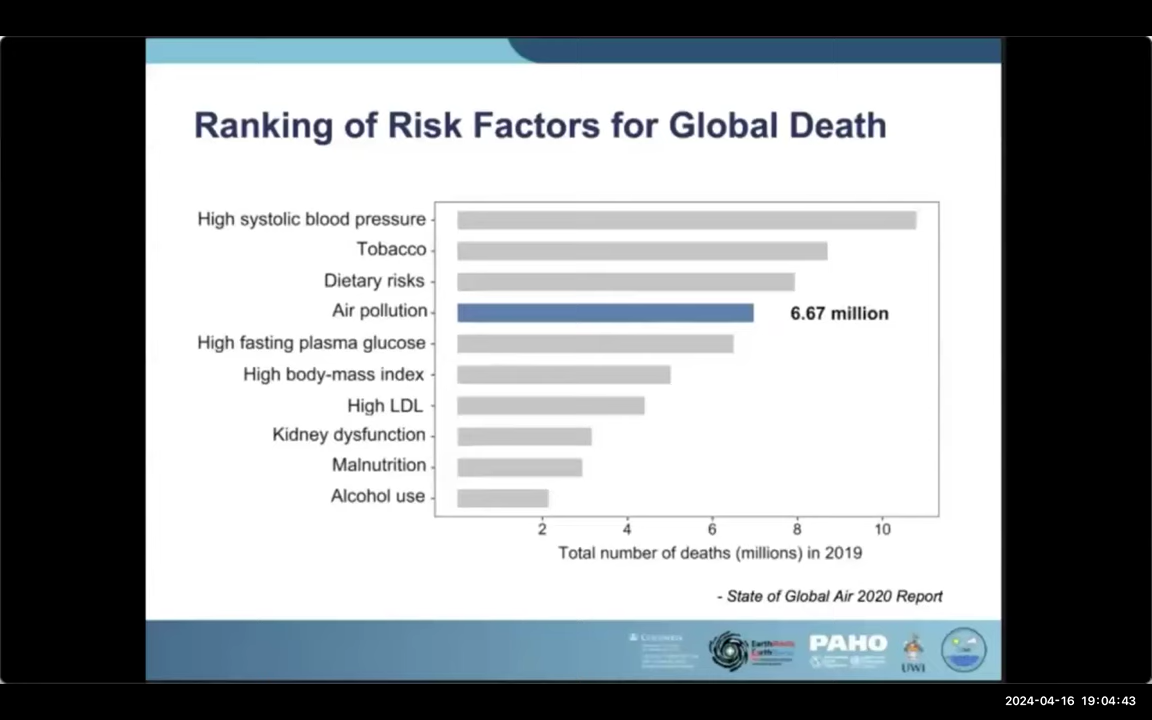 Ranking of Risk Factors for Global Death
High systolic blood pressure
Tobacco
Dietary risks
Air pollution
6.67 million
High fasting plasma glucose
High body-mass index
High LDL
Kidney dysfunction
Malnutrition
Alcohol use
2 4 6 8 10
Total number of deaths (millions) in 2019
- State of Global Air 2020 Report
COLUMBIA
EarthMedic
EarthNurse
PAHO
UWI
2024-04-16 19:04:43